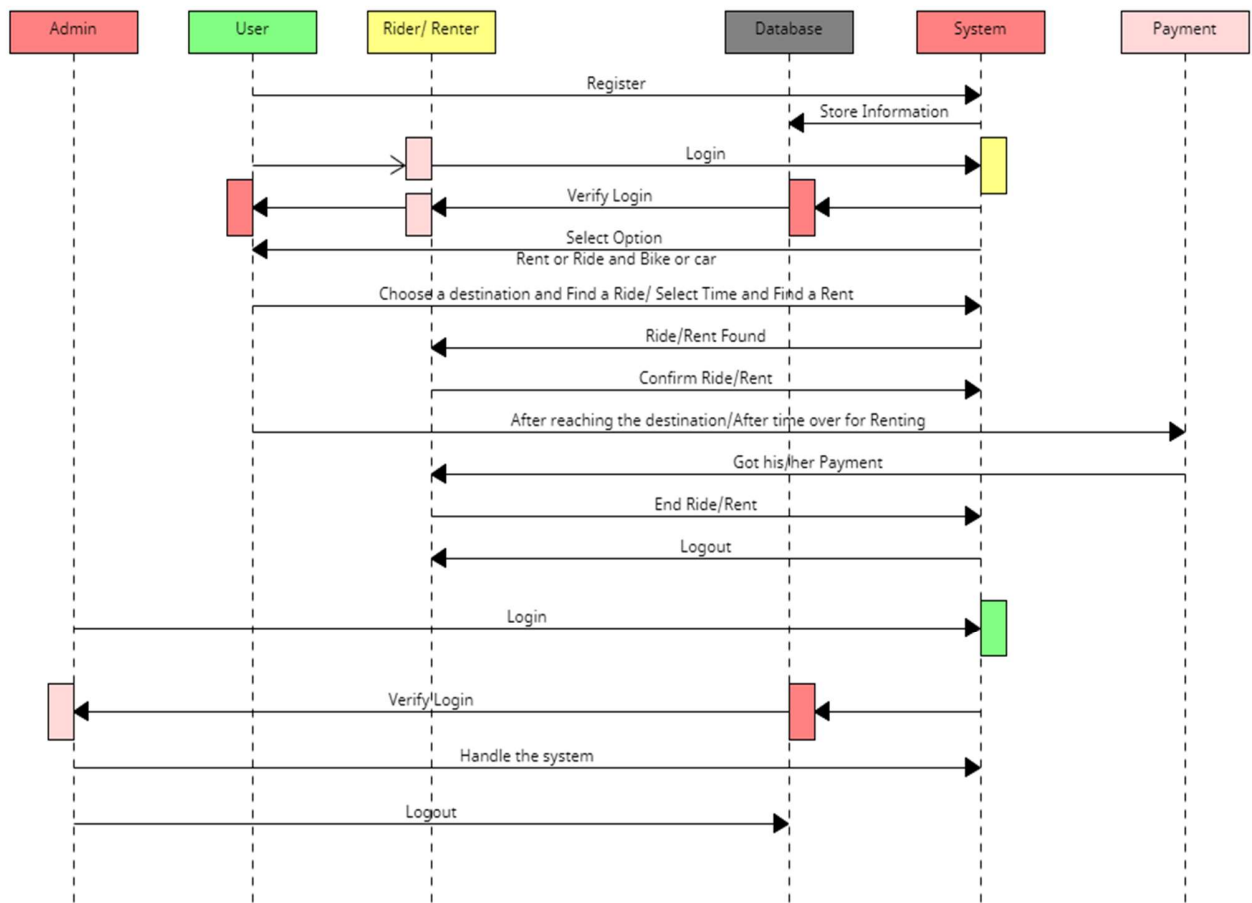 Admin
User
Rider/ Renter
Database
System
Payment
Register
Store Information
Login
Verify Login
Select Option
Rent or Ride and Bike or car
Choose a destination and Find a Ride/ Select Time and Find a Rent
Ride/Rent Found
Confirm Ride/Rent
After reaching the destination/After time over for Renting
Got his/her Payment
End Ride/Rent
Logout
Login
Verify Login
Handle the system
Logout